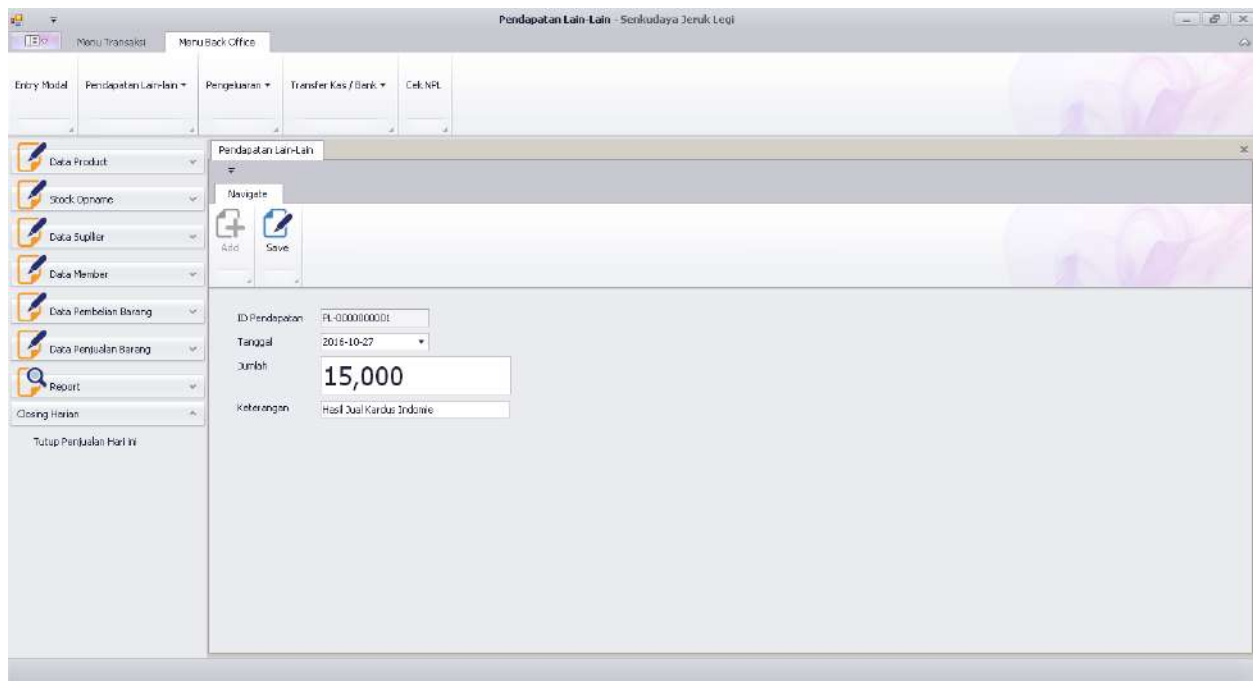 Pendapatan Lain-Lain - Senkudaya Jeruk Legi
Menu Transaksi Menu Back Office
Entry Modal Pendapatan Lain-lain Pengeluaran Transfer Kas / Bank Cek NPL
Data Product
Stock Opname
Data Suplier
Data Member
Data Pembelian Barang
Data Penjualan Barang
Report
Closing Harian
Tutup Penjualan Hari ini
Pendapatan Lain-Lain
Navigate
Add Save
ID Pendapatan PL-0000000001
Tanggal 2016-10-27
Jumlah 15,000
Keterangan Hasil Jual Kardus Indomie